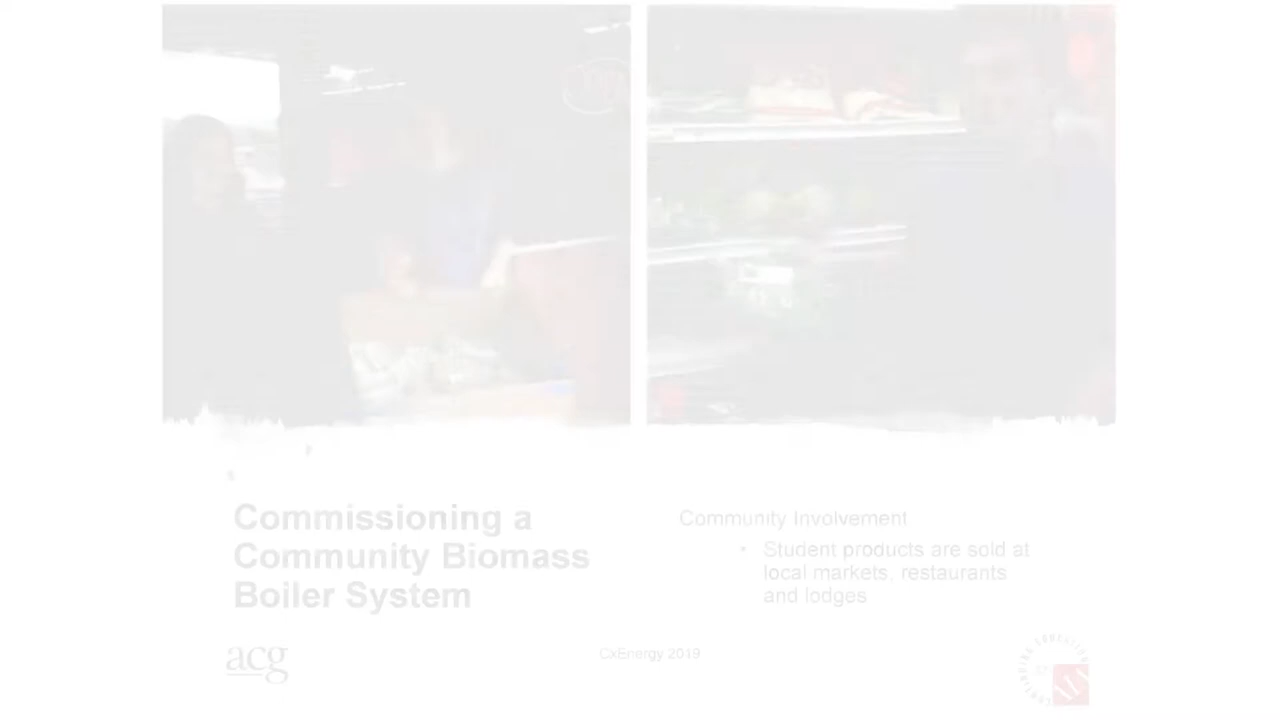 Commissioning a
Community Biomass
Boiler System
Community Involvement
• Student products are sold at
local markets, restaurants
and lodges
acg
CxEnergy 2019